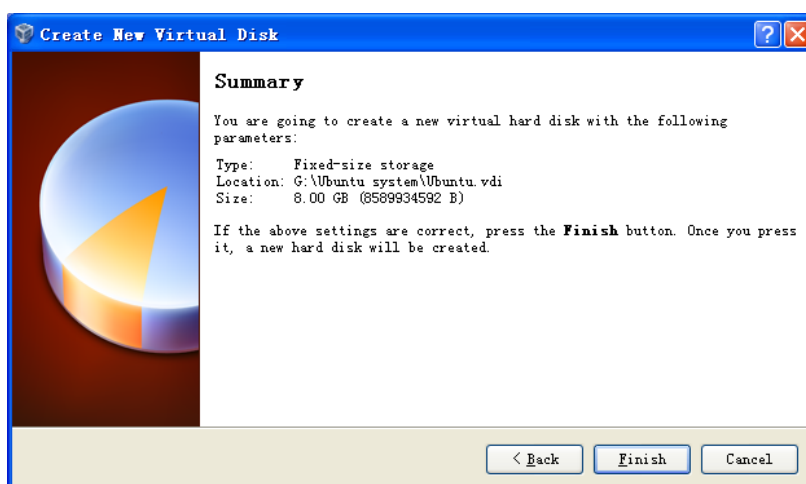 Create New Virtual Disk
Summary
You are going to create a new virtual hard disk with the following
parameters:
Type: Fixed-size storage
Location: G:\Ubuntu system\Ubuntu.vdi
Size: 8.00 GB (8589934592 B)
If the above settings are correct, press the Finish button. Once you press
it, a new hard disk will be created.
< Back Finish Cancel